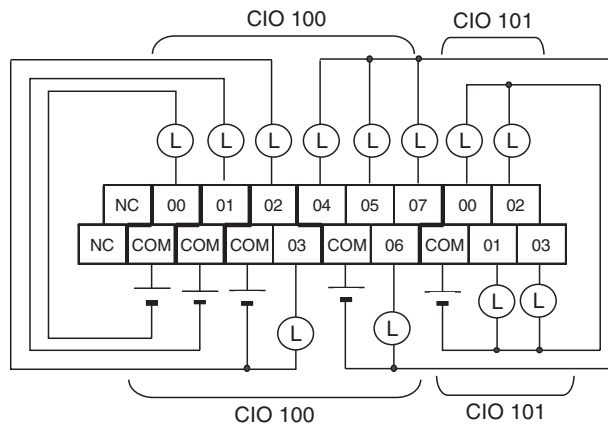 CIO 100
CIO 101
L L L L L L L L
NC 00 01 02 04 05 07 00 02
NC COM COM COM 03 COM 06 COM 01 03
L L L L
CIO 100
CIO 101